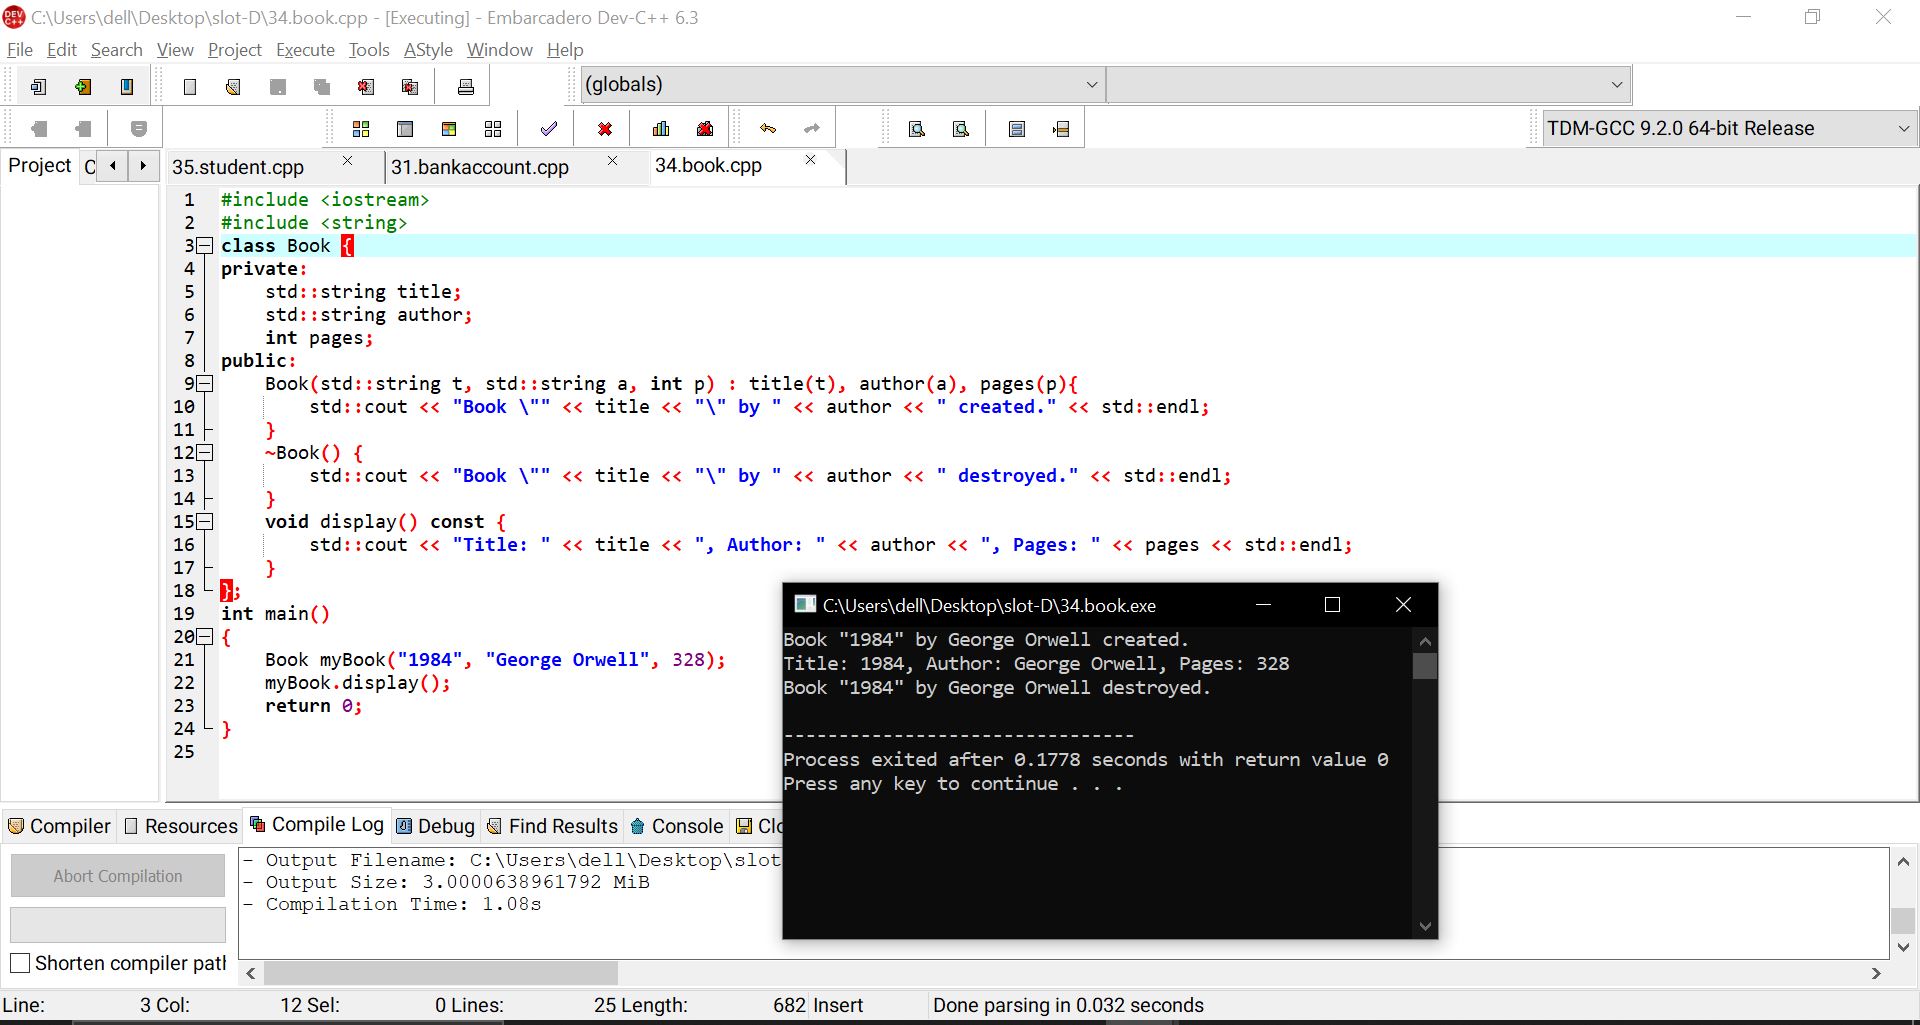 C:\Users\dell\Desktop\slot-D\34.book.cpp - [Executing] - Embarcadero Dev-C++ 6.3
File Edit Search View Project Execute Tools AStyle Window Help
(globals)
TDM-GCC 9.2.0 64-bit Release
Project C 35.student.cpp 31.bankaccount.cpp 34.book.cpp
1 #include <iostream>
2 #include <string>
3 class Book {
4 private:
5     std::string title;
6     std::string author;
7     int pages;
8 public:
9     Book(std::string t, std::string a, int p) : title(t), author(a), pages(p){
10         std::cout << "Book \"" << title << "\" by " << author << " created." << std::endl;
11     }
12     ~Book() {
13         std::cout << "Book \"" << title << "\" by " << author << " destroyed." << std::endl;
14     }
15     void display() const {
16         std::cout << "Title: " << title << ", Author: " << author << ", Pages: " << pages << std::endl;
17     }
18 };
19 int main()
20 {
21     Book myBook("1984", "George Orwell", 328);
22     myBook.display();
23     return 0;
24 }
25
C:\Users\dell\Desktop\slot-D\34.book.exe
Book "1984" by George Orwell created.
Title: 1984, Author: George Orwell, Pages: 328
Book "1984" by George Orwell destroyed.
--------------------------------
Process exited after 0.1778 seconds with return value 0
Press any key to continue . . .
Compiler Resources Compile Log Debug Find Results Console Clo
Abort Compilation
Shorten compiler path
- Output Filename: C:\Users\dell\Desktop\slot
- Output Size: 3.0000638961792 MiB
- Compilation Time: 1.08s
Line: 3 Col: 12 Sel: 0 Lines: 25 Length: 682 Insert Done parsing in 0.032 seconds